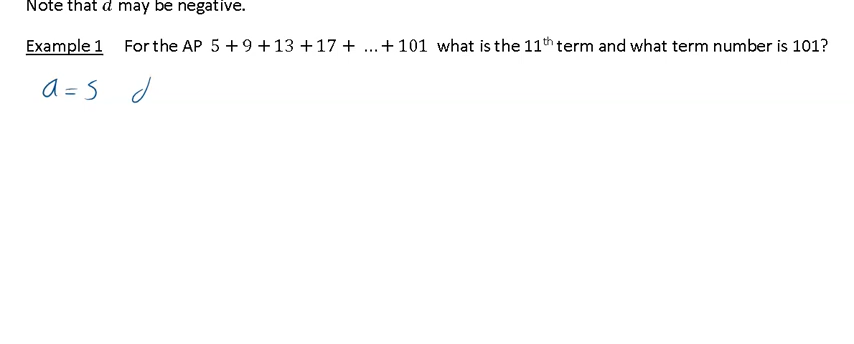 Note that d may be negative.
Example 1 For the AP 5 + 9 + 13 + 17 + … + 101 what is the 11th term and what term number is 101?
a = 5 d